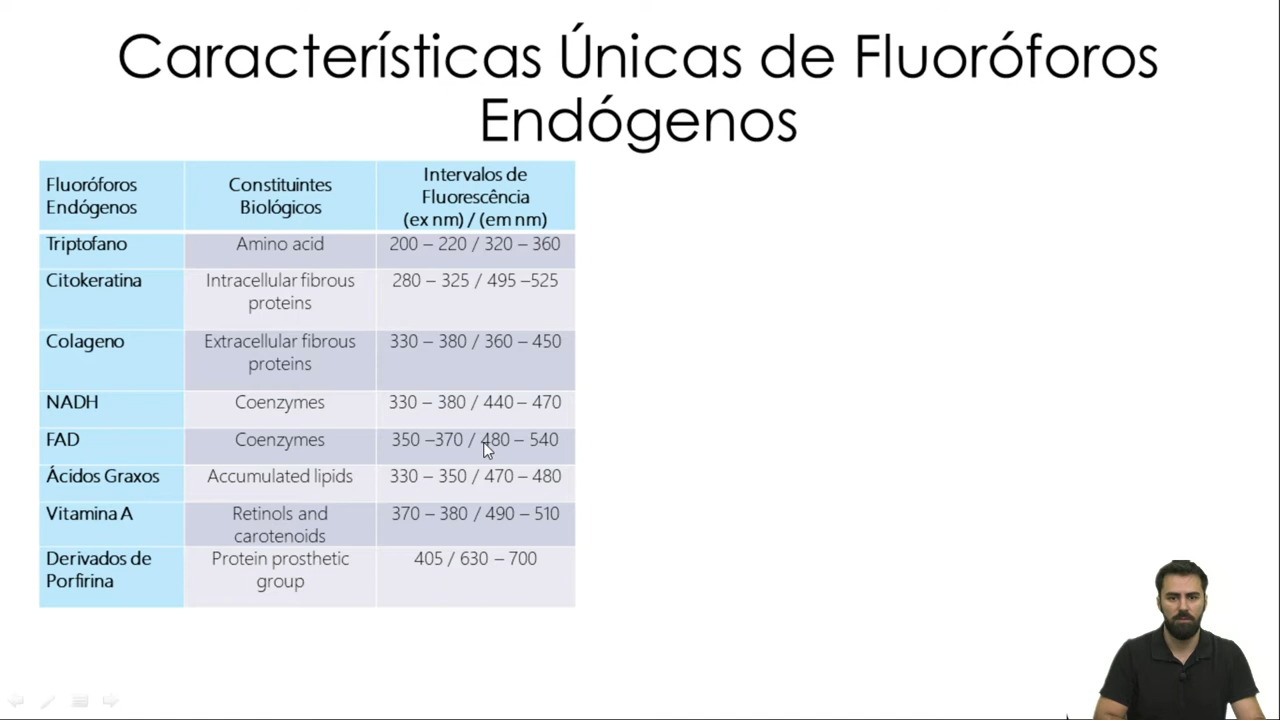 Características Únicas de Fluoróforos
Endógenos
Fluoróforos
Endógenos
Constituintes
Biológicos
Intervalos de
Fluorescência
(ex nm) / (em nm)
Triptofano
Amino acid
200 – 220 / 320 – 360
Citokeratina
Intracellular fibrous
proteins
280 – 325 / 495 –525
Colageno
Extracellular fibrous
proteins
330 – 380 / 360 – 450
NADH
Coenzymes
330 – 380 / 440 – 470
FAD
Coenzymes
350 –370 / 480 – 540
Ácidos Graxos
Accumulated lipids
330 – 350 / 470 – 480
Vitamina A
Retinols and
carotenoids
370 – 380 / 490 – 510
Derivados de
Porfirina
Protein prosthetic
group
405 / 630 – 700